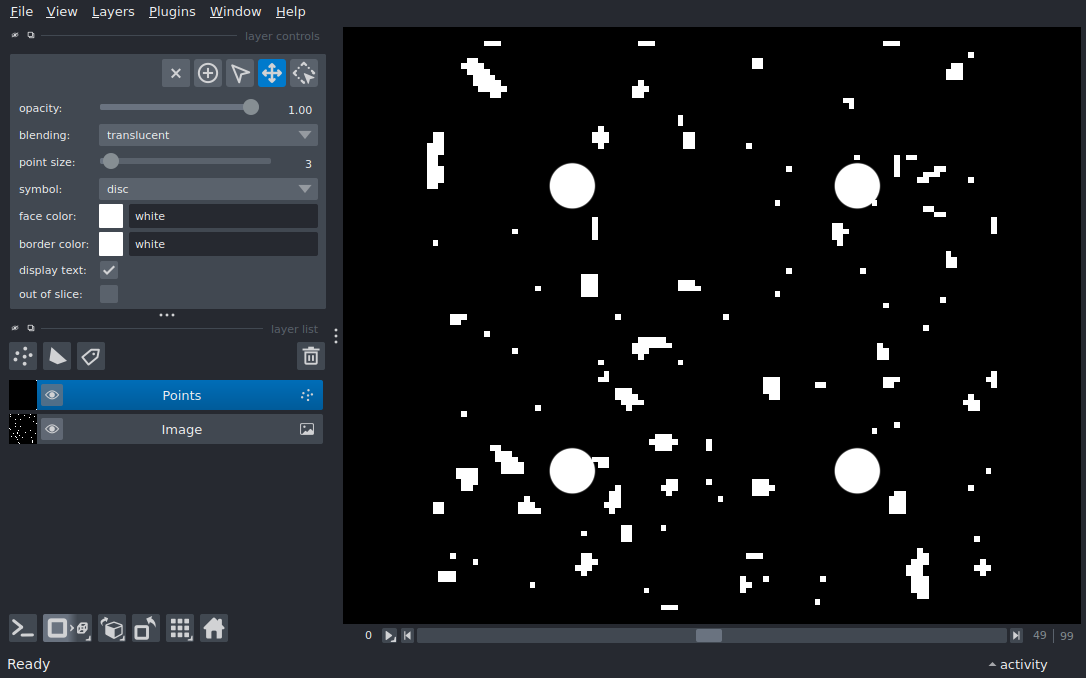 File View Layers Plugins Window Help
layer controls
opacity: 1.00
blending: translucent
point size: 3
symbol: disc
face color: white
border color: white
display text:
out of slice:
layer list
Points
Image
0 49 99
Ready activity